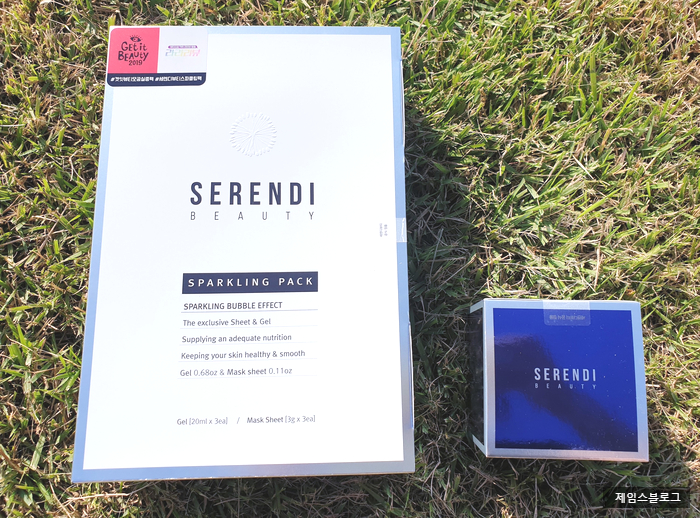 Get it
BEAUTY
2019
SERENDI
BEAUTY
SPARKLING PACK
SPARKLING BUBBLE EFFECT
The exclusive Sheet & Gel
Supplying an adequate nutrition
Keeping your skin healthy & smooth
Gel 0.68oz & Mask sheet 0.11oz
Gel (20ml x 3ea) / Mask Sheet (3g x 3ea)
SERENDI
BEAUTY
제임스블로그